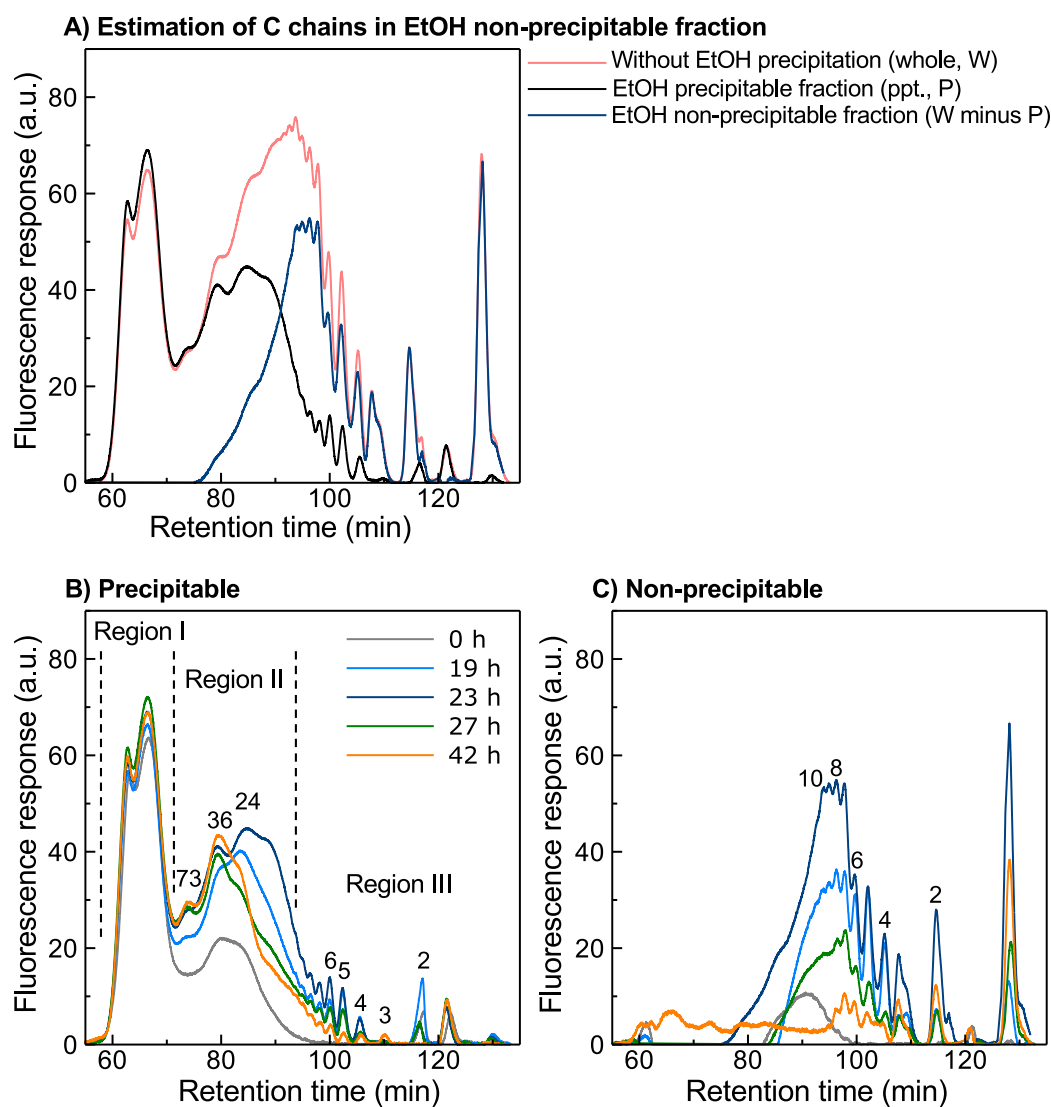 A) Estimation of C chains in EtOH non-precipitable fraction
Without EtOH precipitation (whole, W)
EtOH precipitable fraction (ppt., P)
EtOH non-precipitable fraction (W minus P)
Fluorescence response (a.u.)
80
60
40
20
0
60 80 100 120
Retention time (min)
B) Precipitable
Region I
Region II
Region III
0 h
19 h
23 h
27 h
42 h
73
36
24
6
5
4
3
2
Fluorescence response (a.u.)
80
60
40
20
0
60 80 100 120
Retention time (min)
C) Non-precipitable
10
8
6
4
2
Fluorescence response (a.u.)
80
60
40
20
0
60 80 100 120
Retention time (min)